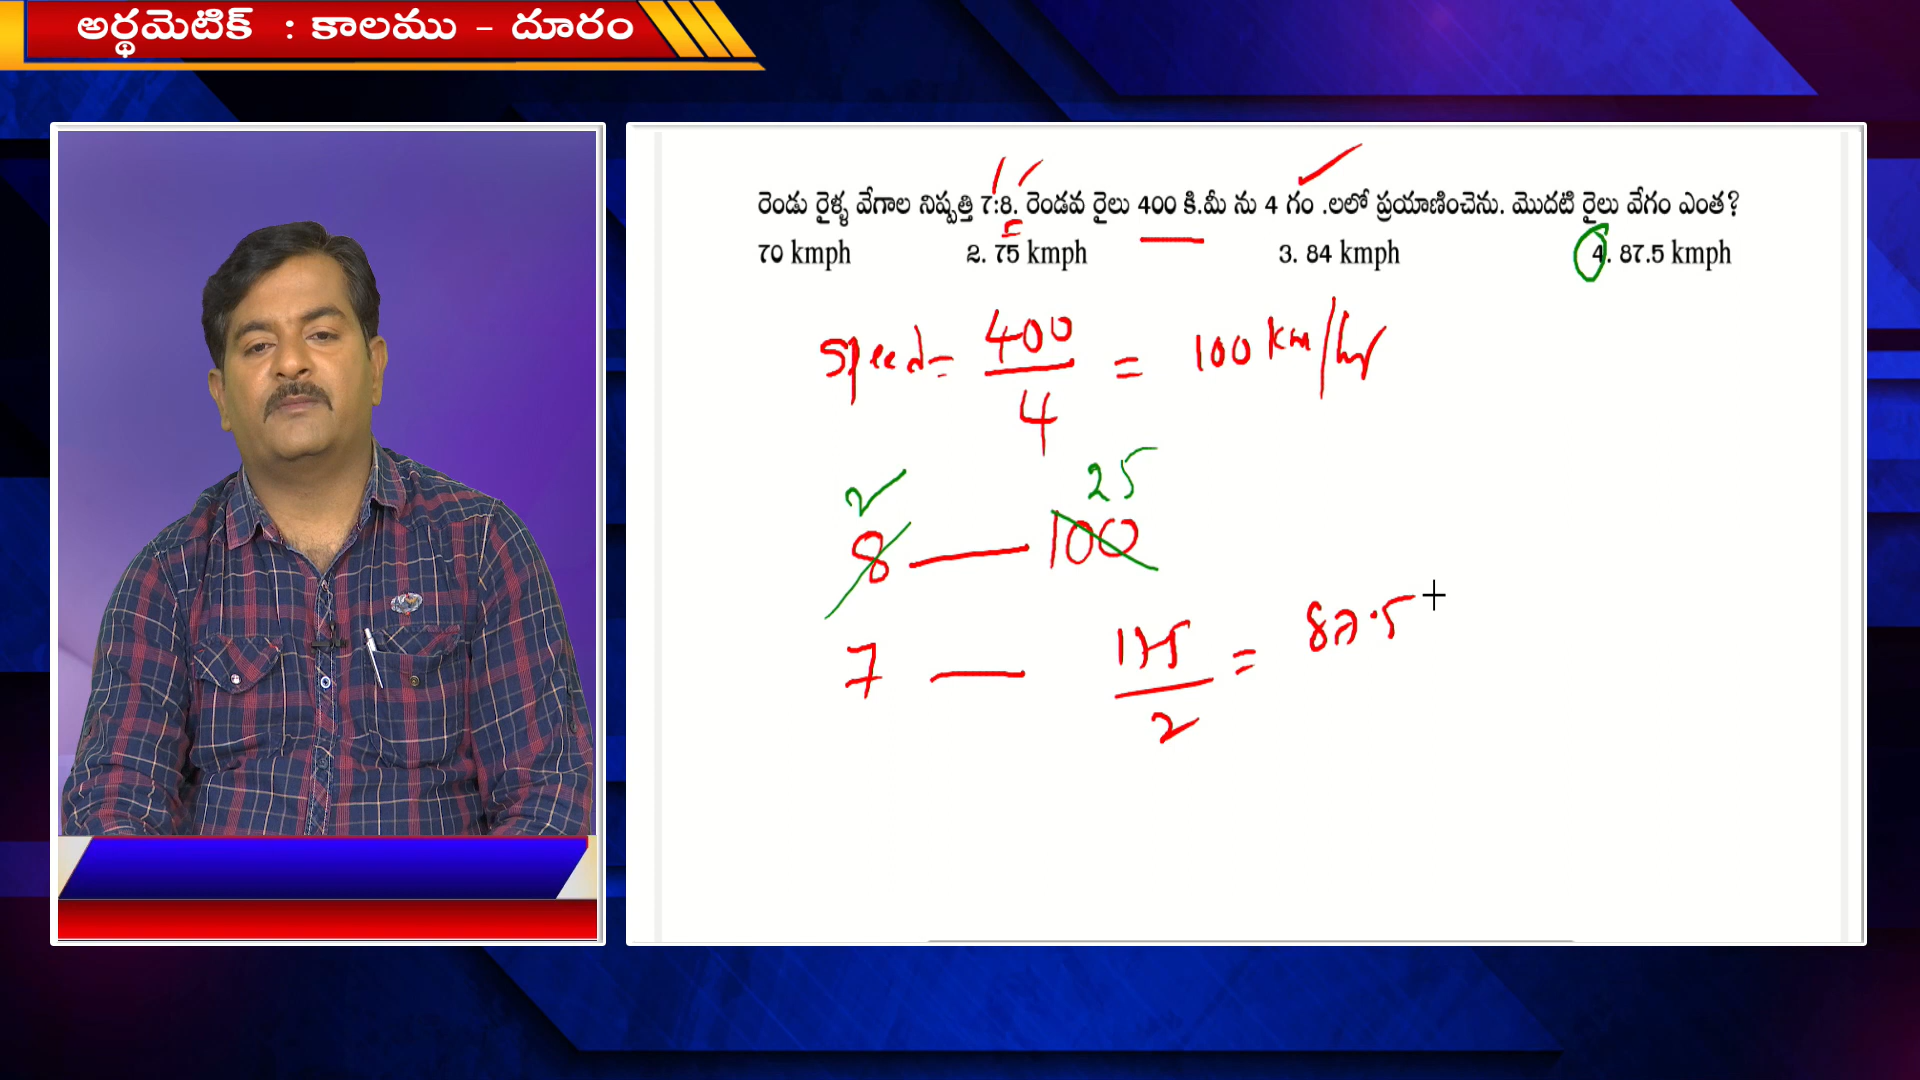 అర్థమెటిక్ : కాలము - దూరం
రెండు రైళ్ళ వేగాల నిష్పత్తి 7:8. రెండవ రైలు 400 కి.మీ ను 4 గం .లలో ప్రయాణించెను. మొదటి రైలు వేగం ఎంత?
70 kmph 2. 75 kmph 3. 84 kmph 4. 87.5 kmph
Speed = 400/4 = 100 km/hr
2 25
8 — 100
7 — 175/2 = 87.5